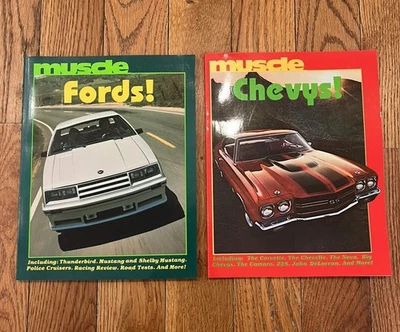 muscle
Fords!
Including: Thunderbird, Mustang and Shelby Mustang,
Police Cruisers, Racing Review, Road Tests, And More!
muscle
Chevys!
Including: The Corvette, The Chevelle, The Nova, Big
Chevys, The Camaro, Z28, John DeLorean, And More!
SS